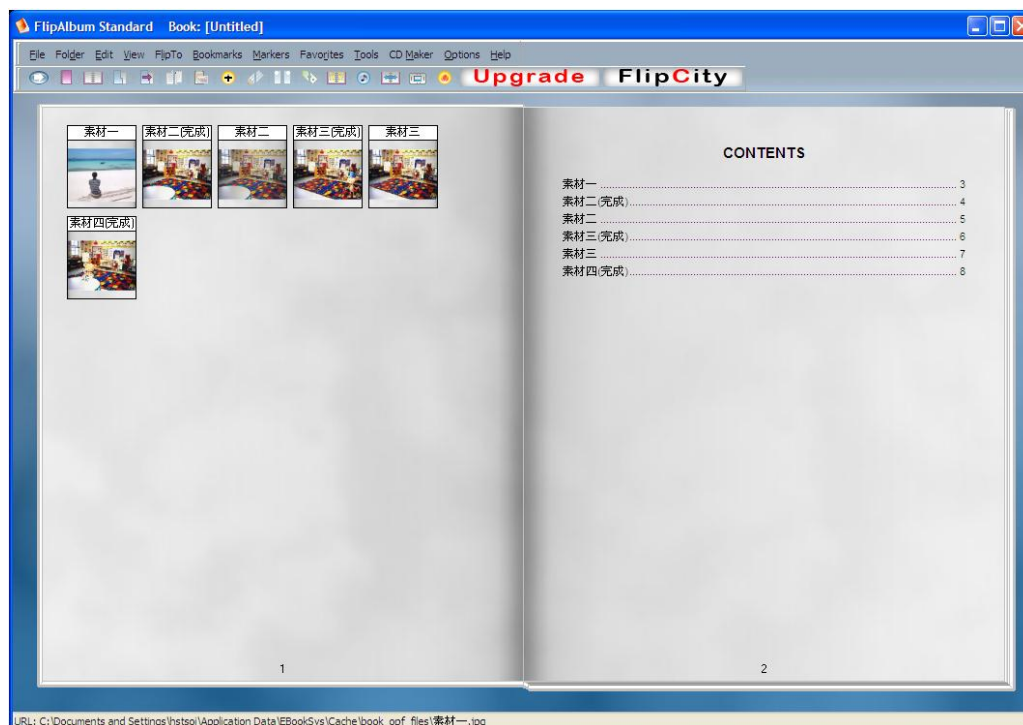 FlipAlbum Standard Book: [Untitled]
File Folder Edit View FlipTo Bookmarks Markers Favorites Tools CD Maker Options Help
Upgrade FlipCity
素材一 素材二(完成) 素材二 素材三(完成) 素材三
素材四(完成)
1
CONTENTS
素材一 3
素材二(完成) 4
素材二 5
素材三(完成) 6
素材三 7
素材四(完成) 8
2
URL: C:\Documents and Settings\hstsoi\Application Data\EBookSys\Cache\book_opf_files\素材一.jpg